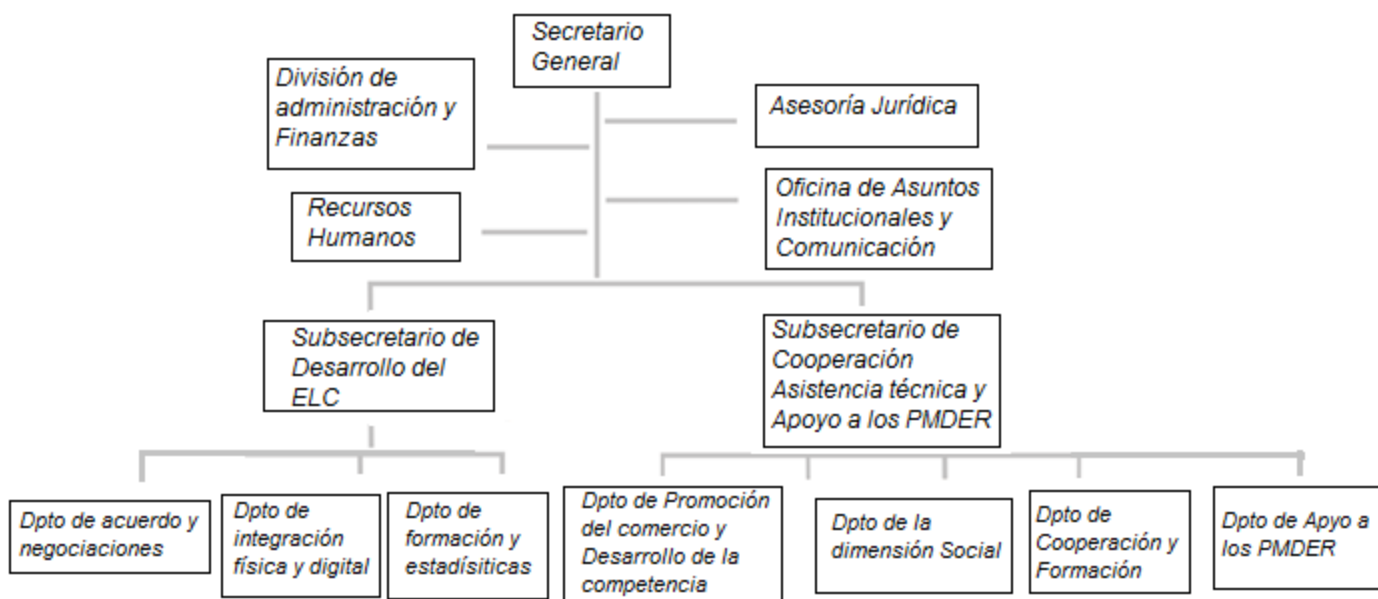 Secretario
General
División de
administración y
Finanzas
Asesoría Jurídica
Recursos
Humanos
Oficina de Asuntos
Institucionales y
Comunicación
Subsecretario de
Desarrollo del
ELC
Subsecretario de
Cooperación
Asistencia técnica y
Apoyo a los PMDER
Dpto de acuerdo y
negociaciones
Dpto de
integración
física y digital
Dpto de
formación y
estadísiticas
Dpto de Promoción
del comercio y
Desarrollo de la
competencia
Dpto de la
dimensión Social
Dpto de
Cooperación y
Formación
Dpto de Apyo a
los PMDER